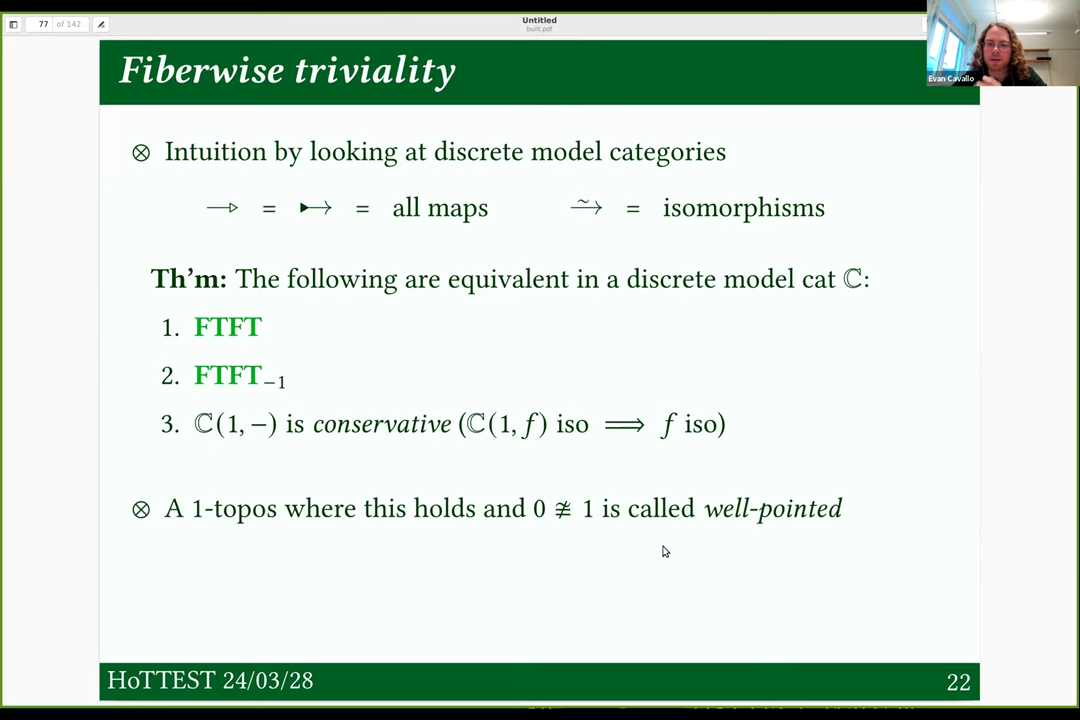 Untitled
built.pdf
77 of 142
Evan Cavallo
Fiberwise triviality
⊗ Intuition by looking at discrete model categories
⇾ = ▸→ = all maps ⥲ = isomorphisms
Th'm: The following are equivalent in a discrete model cat ℂ:
1. FTFT
2. FTFT₋₁
3. ℂ(1, −) is conservative (ℂ(1, f) iso ⟹ f iso)
⊗ A 1-topos where this holds and 0 ≇ 1 is called well-pointed
HoTTEST 24/03/28
22